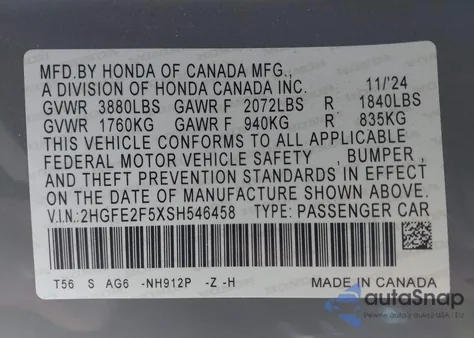 MFD.BY HONDA OF CANADA MFG.,
A DIVISION OF HONDA CANADA INC. 11/'24
GVWR 3880LBS GAWR F 2072LBS R 1840LBS
GVWR 1760KG GAWR F 940KG R 835KG
THIS VEHICLE CONFORMS TO ALL APPLICABLE
FEDERAL MOTOR VEHICLE SAFETY , BUMPER ,
AND THEFT PREVENTION STANDARDS IN EFFECT
ON THE DATE OF MANUFACTURE SHOWN ABOVE.
V.I.N.:2HGFE2F5XSH546458 TYPE: PASSENGER CAR
T56 S AG6 -NH912P -Z -H MADE IN CANADA
autoSnap